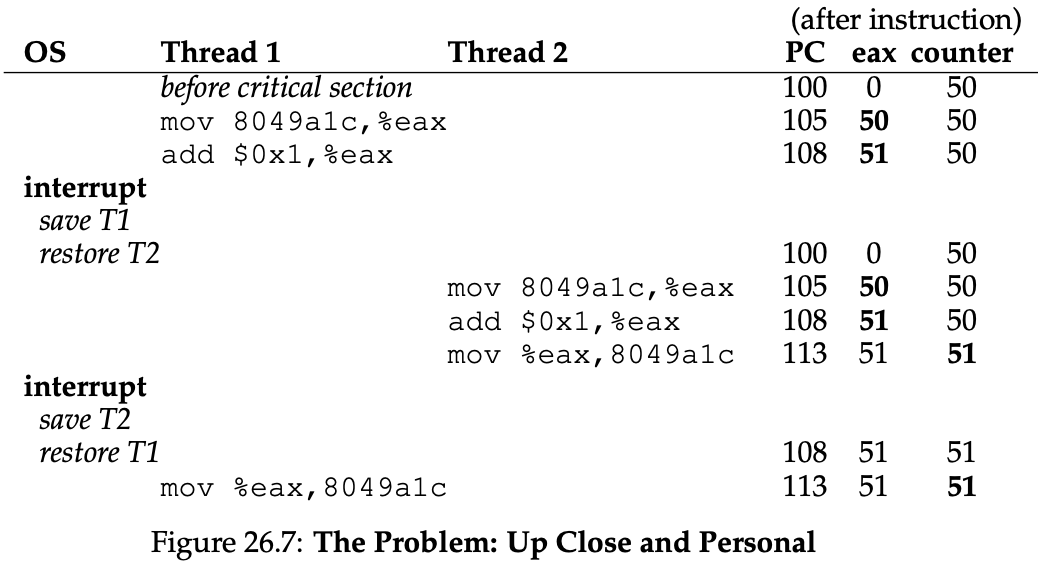 (after instruction)
OS Thread 1 Thread 2 PC eax counter
before critical section 100 0 50
mov 8049a1c,%eax 105 50 50
add $0x1,%eax 108 51 50
interrupt
save T1
restore T2 100 0 50
mov 8049a1c,%eax 105 50 50
add $0x1,%eax 108 51 50
mov %eax,8049a1c 113 51 51
interrupt
save T2
restore T1 108 51 51
mov %eax,8049a1c 113 51 51
Figure 26.7: The Problem: Up Close and Personal